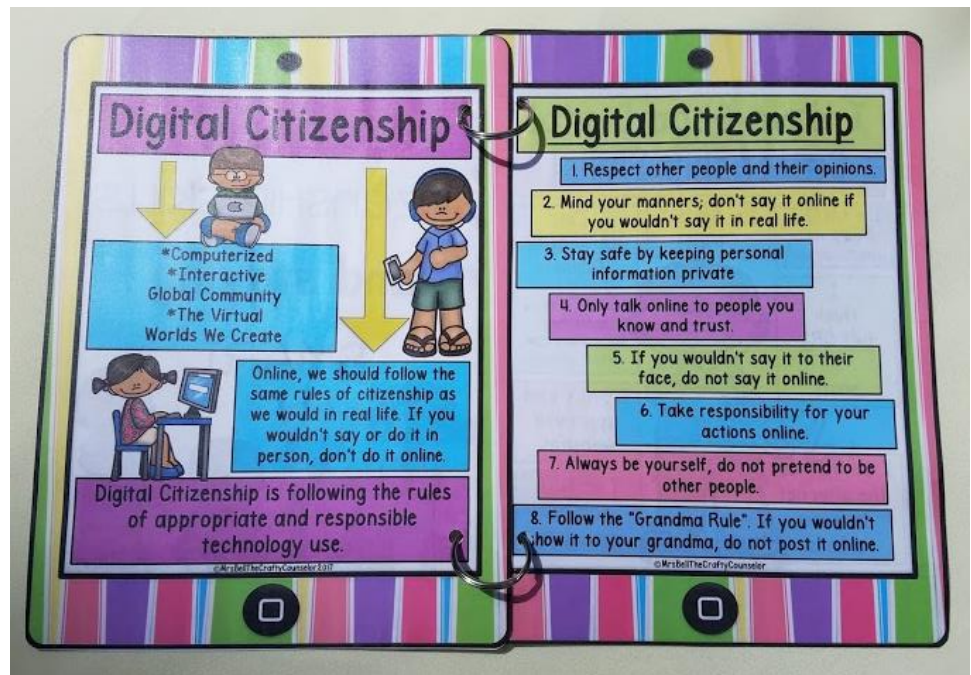 Digital Citizenship
*Computerized
*Interactive
Global Community
*The Virtual
Worlds We Create
Online, we should follow the
same rules of citizenship as
we would in real life. If you
wouldn't say or do it in
person, don't do it online.
Digital Citizenship is following the rules
of appropriate and responsible
technology use.
©MrsBellTheCraftyCounselor2017
Digital Citizenship
1. Respect other people and their opinions.
2. Mind your manners; don't say it online if
you wouldn't say it in real life.
3. Stay safe by keeping personal
information private
4. Only talk online to people you
know and trust.
5. If you wouldn't say it to their
face, do not say it online.
6. Take responsibility for your
actions online.
7. Always be yourself, do not pretend to be
other people.
8. Follow the "Grandma Rule". If you wouldn't
show it to your grandma, do not post it online.
©MrsBellTheCraftyCounselor